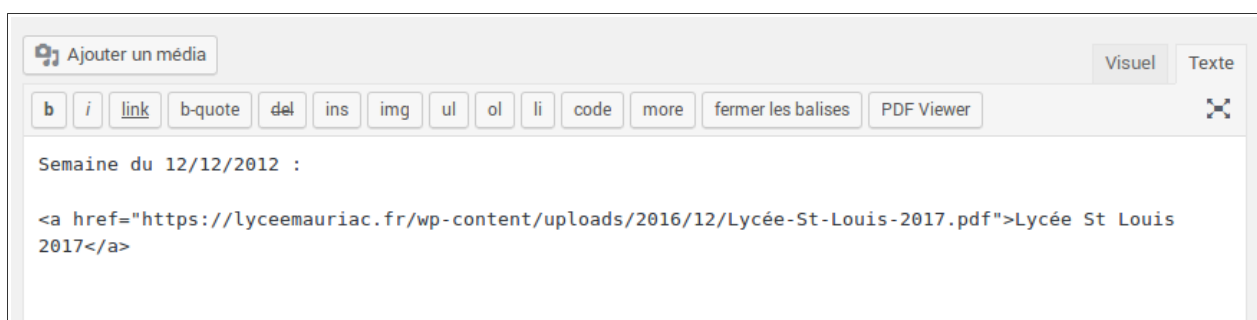 Ajouter un média
Visuel Texte
b i link b-quote del ins img ul ol li code more fermer les balises PDF Viewer
Semaine du 12/12/2012 :
<a href="https://lyceemauriac.fr/wp-content/uploads/2016/12/Lycée-St-Louis-2017.pdf">Lycée St Louis
2017</a>